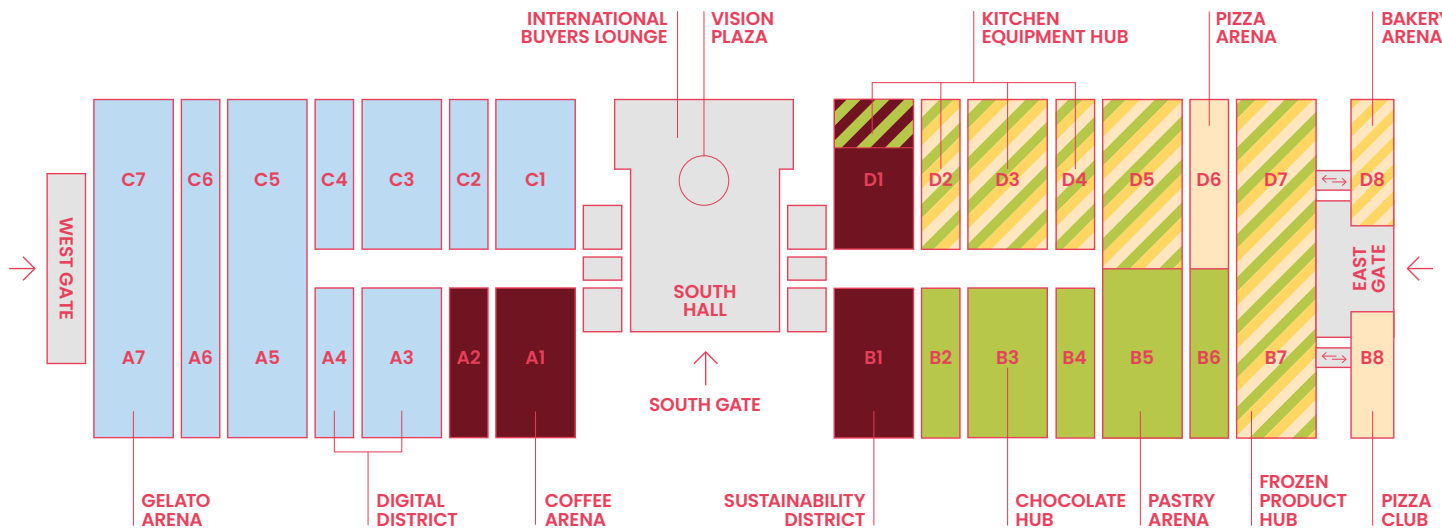 INTERNATIONAL
BUYERS LOUNGE
VISION
PLAZA
KITCHEN
EQUIPMENT HUB
PIZZA
ARENA
BAKERY
ARENA
WEST GATE
C7
C6
C5
C4
C3
C2
C1
D1
D2
D3
D4
D5
D6
D7
D8
SOUTH
HALL
EAST
GATE
A7
A6
A5
A4
A3
A2
A1
B1
B2
B3
B4
B5
B6
B7
B8
SOUTH GATE
GELATO
ARENA
DIGITAL
DISTRICT
COFFEE
ARENA
SUSTAINABILITY
DISTRICT
CHOCOLATE
HUB
PASTRY
ARENA
FROZEN
PRODUCT
HUB
PIZZA
CLUB